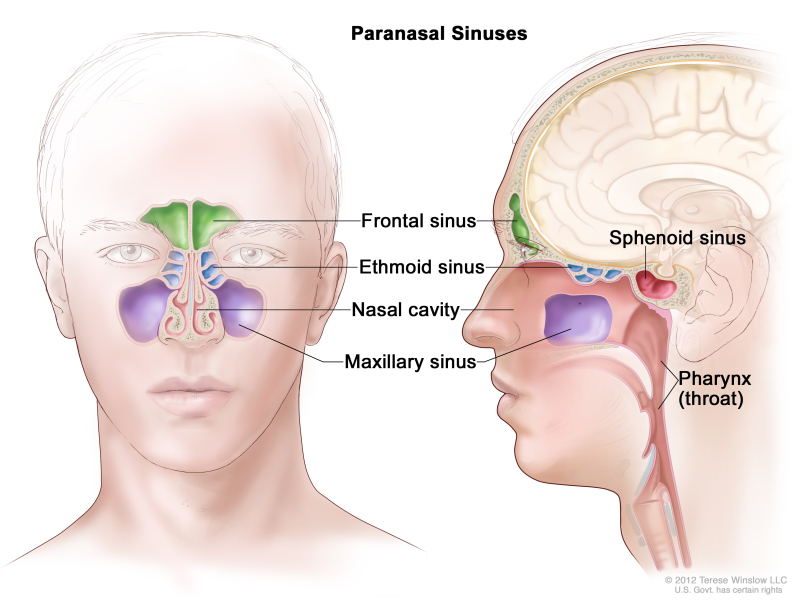 Paranasal Sinuses
Frontal sinus
Sphenoid sinus
Ethmoid sinus
Nasal cavity
Maxillary sinus
Pharynx
(throat)
© 2012 Terese Winslow LLC
U.S. Govt. has certain rights